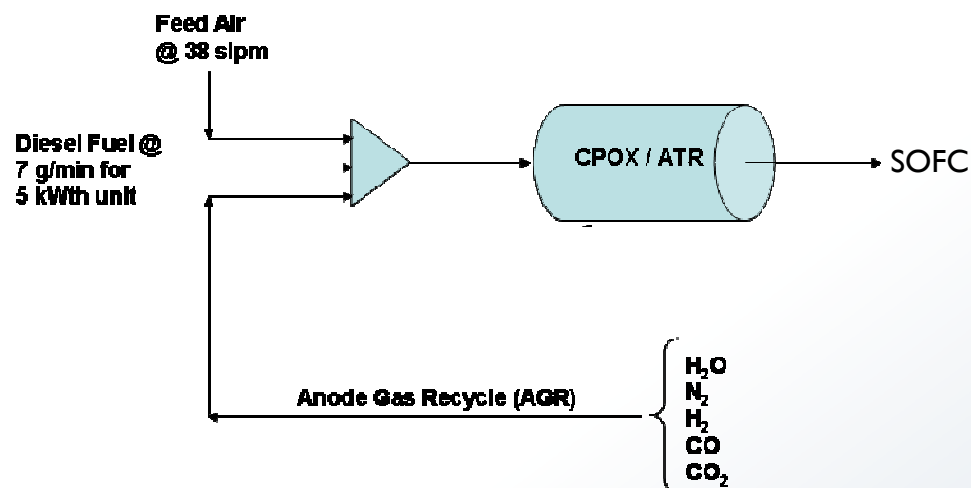 Feed Air
@ 38 slpm
Diesel Fuel @
7 g/min for
5 kWth unit
CPOX / ATR
SOFC
Anode Gas Recycle (AGR)
H₂O
N₂
H₂
CO
CO₂